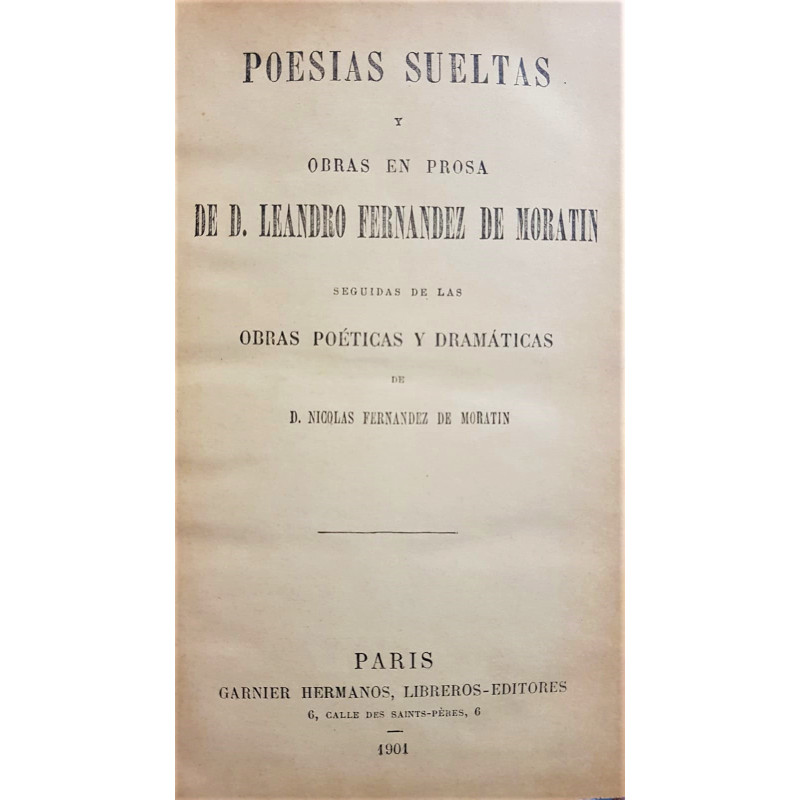 POESIAS SUELTAS
Y
OBRAS EN PROSA
DE D. LEANDRO FERNANDEZ DE MORATIN
SEGUIDAS DE LAS
OBRAS POÉTICAS Y DRAMÁTICAS
DE
D. NICOLAS FERNANDEZ DE MORATIN
PARIS
GARNIER HERMANOS, LIBREROS-EDITORES
6, CALLE DES SAINTS-PÈRES, 6
1901